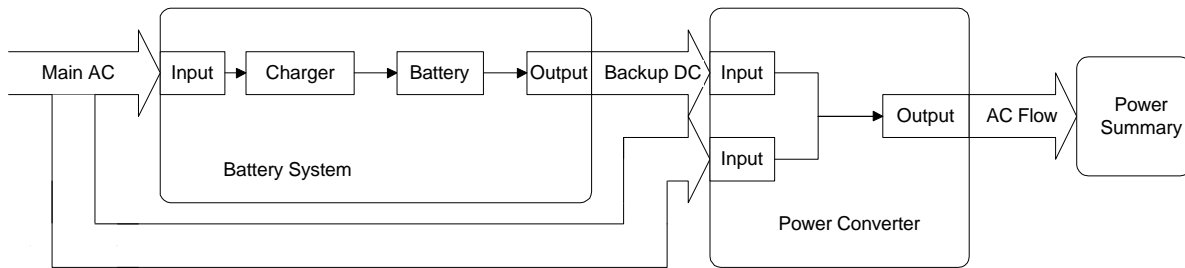 Main AC
Input
Charger
Battery
Output
Backup DC
Input
Output
AC Flow
Power
Summary
Input
Battery System
Power Converter